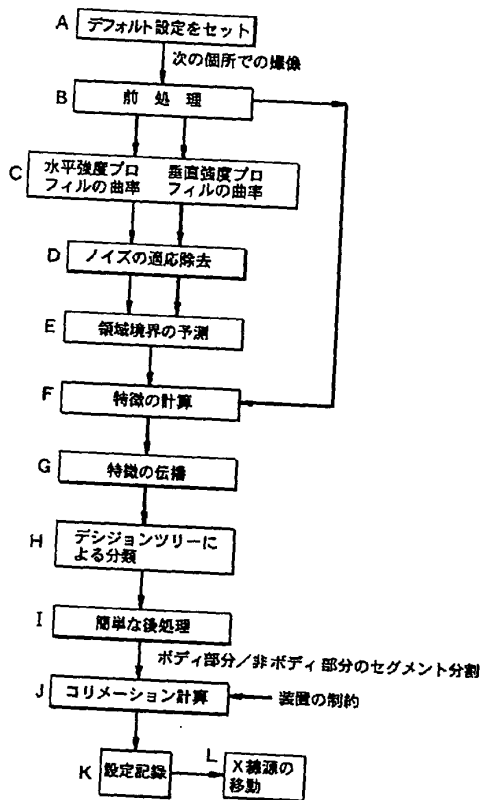 A デフォルト設定をセット
次の個所での撮像
B 前 処 理
C 水平強度プロ 垂直強度プロ
フィルの曲率 フィルの曲率
D ノイズの適応除去
E 領域境界の予測
F 特徴の計算
G 特徴の伝播
H デシジョンツリーに
よる分類
I 簡単な後処理
ボディ部分/非ボディ部分のセグメント分割
J コリメーション計算 装置の制約
K 設定記録 L X線源の
移動